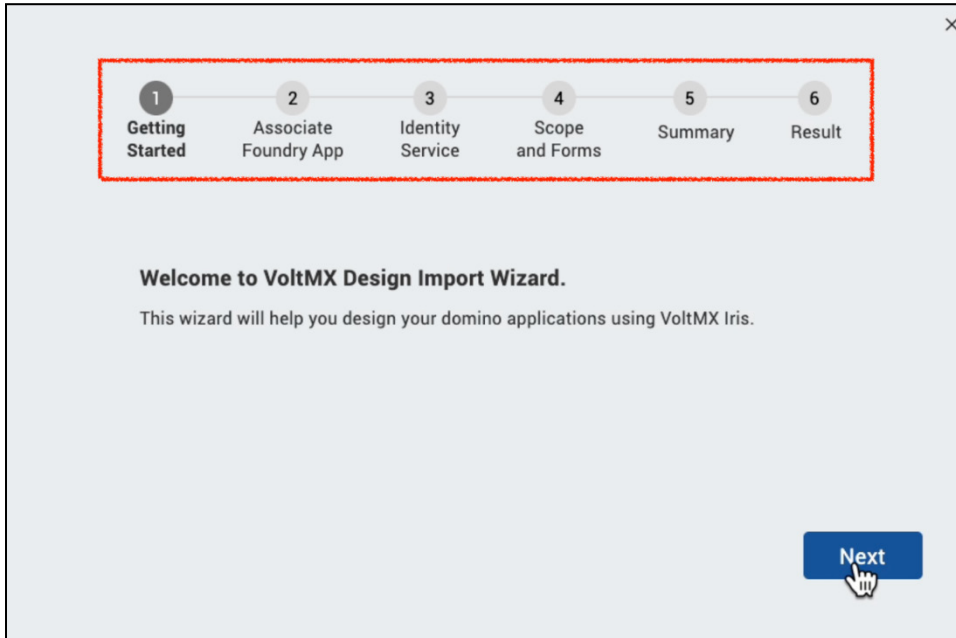 1 2 3 4 5 6
Getting Associate Identity Scope Summary Result
Started Foundry App Service and Forms
Welcome to VoltMX Design Import Wizard.
This wizard will help you design your domino applications using VoltMX Iris.
Next